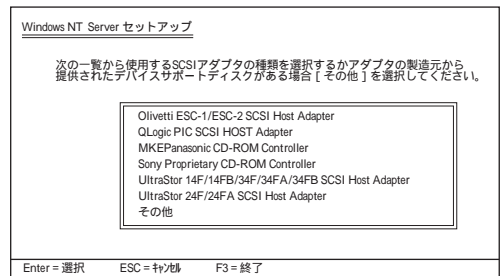 Windows NT Server セットアップ
次の一覧から使用するSCSIアダプタの種類を選択するかアダプタの製造元から
提供されたデバイスサポートディスクがある場合 [ その他 ] を選択してください。
Olivetti ESC-1/ESC-2 SCSI Host Adapter
QLogic PIC SCSI HOST Adapter
MKEPanasonic CD-ROM Controller
Sony Proprietary CD-ROM Controller
UltraStor 14F/14FB/34F/34FA/34FB SCSI Host Adapter
UltraStor 24F/24FA SCSI Host Adapter
その他
Enter = 選択 ESC = ｷｬﾝｾﾙ F3 = 終了